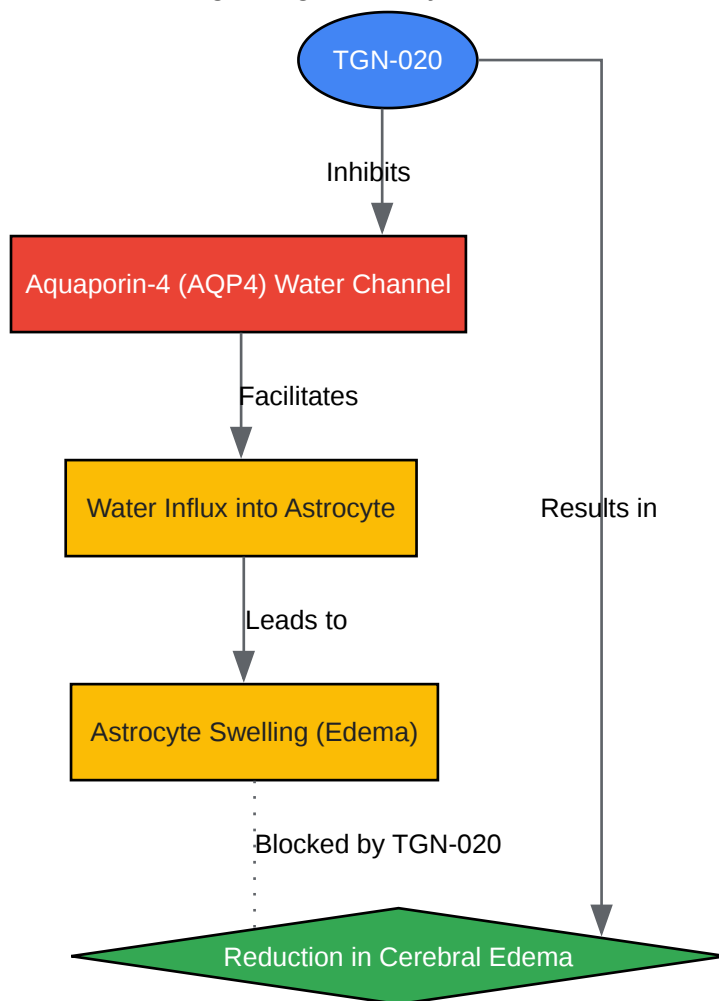 TGN-020
Inhibits
Aquaporin-4 (AQP4) Water Channel
Facilitates
Water Influx into Astrocyte
Results in
Leads to
Astrocyte Swelling (Edema)
Blocked by TGN-020
Reduction in Cerebral Edema